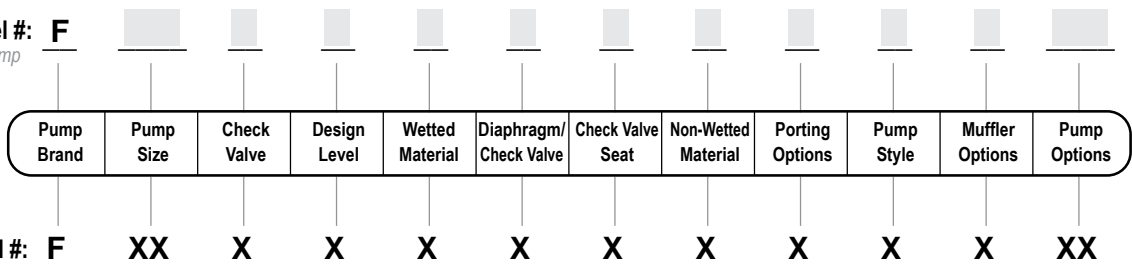 el #: F
mp
Pump Brand
Pump Size
Check Valve
Design Level
Wetted Material
Diaphragm/ Check Valve
Check Valve Seat
Non-Wetted Material
Porting Options
Pump Style
Muffler Options
Pump Options
l #: F XX X X X X X X X X X XX